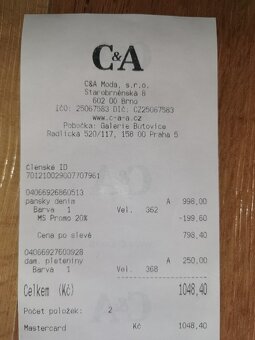 C&A
C&A Moda, s.r.o.
Starobrněnská 8
602 00 Brno
IČO: 25067583 DIČ: CZ25067583
www.c-a-a.cz
Pobočka: Galerie Butovice
Radlická 520/117, 158 00 Praha 5
Členské ID
701210029007707961
04066926860513
pansky denim A 998,00
Barva 1 Vel. 362
MS Promo 20% -199,60
Cena po slevě 798,40
04066927603928
dam. pleteniny A 250,00
Barva 1 Vel. 368
Celkem (Kč) 1048,40
Počet položek: 2
Mastercard Kč 1048,40